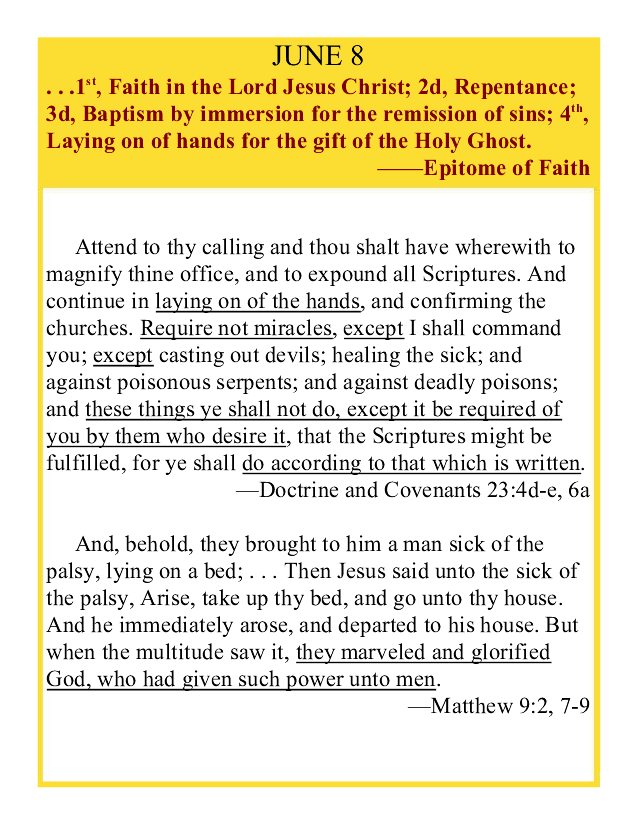 JUNE 8
. . .1st, Faith in the Lord Jesus Christ; 2d, Repentance;
3d, Baptism by immersion for the remission of sins; 4th,
Laying on of hands for the gift of the Holy Ghost.
——Epitome of Faith
Attend to thy calling and thou shalt have wherewith to
magnify thine office, and to expound all Scriptures. And
continue in laying on of the hands, and confirming the
churches. Require not miracles, except I shall command
you; except casting out devils; healing the sick; and
against poisonous serpents; and against deadly poisons;
and these things ye shall not do, except it be required of
you by them who desire it, that the Scriptures might be
fulfilled, for ye shall do according to that which is written.
—Doctrine and Covenants 23:4d-e, 6a
And, behold, they brought to him a man sick of the
palsy, lying on a bed; . . . Then Jesus said unto the sick of
the palsy, Arise, take up thy bed, and go unto thy house.
And he immediately arose, and departed to his house. But
when the multitude saw it, they marveled and glorified
God, who had given such power unto men.
—Matthew 9:2, 7-9